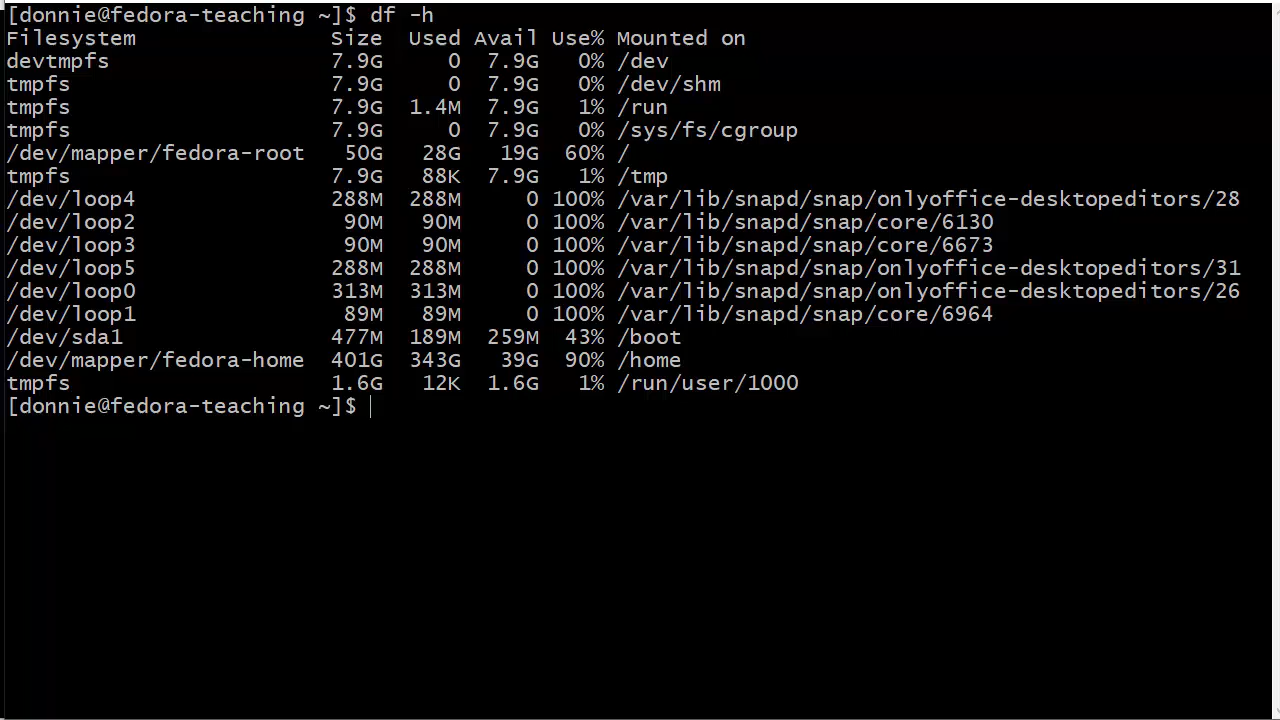 [donnie@fedora-teaching ~]$ df -h
Filesystem               Size  Used Avail Use% Mounted on
devtmpfs                 7.9G     0  7.9G   0% /dev
tmpfs                    7.9G     0  7.9G   0% /dev/shm
tmpfs                    7.9G  1.4M  7.9G   1% /run
tmpfs                    7.9G     0  7.9G   0% /sys/fs/cgroup
/dev/mapper/fedora-root   50G   28G   19G  60% /
tmpfs                    7.9G   88K  7.9G   1% /tmp
/dev/loop4               288M  288M     0 100% /var/lib/snapd/snap/onlyoffice-desktopeditors/28
/dev/loop2                90M   90M     0 100% /var/lib/snapd/snap/core/6130
/dev/loop3                90M   90M     0 100% /var/lib/snapd/snap/core/6673
/dev/loop5               288M  288M     0 100% /var/lib/snapd/snap/onlyoffice-desktopeditors/31
/dev/loop0               313M  313M     0 100% /var/lib/snapd/snap/onlyoffice-desktopeditors/26
/dev/loop1                89M   89M     0 100% /var/lib/snapd/snap/core/6964
/dev/sda1                477M  189M  259M  43% /boot
/dev/mapper/fedora-home  401G  343G   39G  90% /home
tmpfs                    1.6G   12K  1.6G   1% /run/user/1000
[donnie@fedora-teaching ~]$